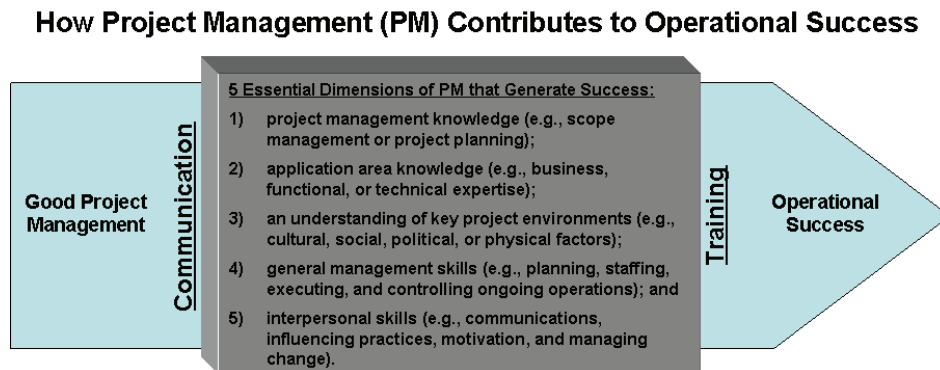 How Project Management (PM) Contributes to Operational Success
Good Project
Management
Communication
5 Essential Dimensions of PM that Generate Success:
1) project management knowledge (e.g., scope
management or project planning);
2) application area knowledge (e.g., business,
functional, or technical expertise);
3) an understanding of key project environments (e.g.,
cultural, social, political, or physical factors);
4) general management skills (e.g., planning, staffing,
executing, and controlling ongoing operations); and
5) interpersonal skills (e.g., communications,
influencing practices, motivation, and managing
change).
Training
Operational
Success